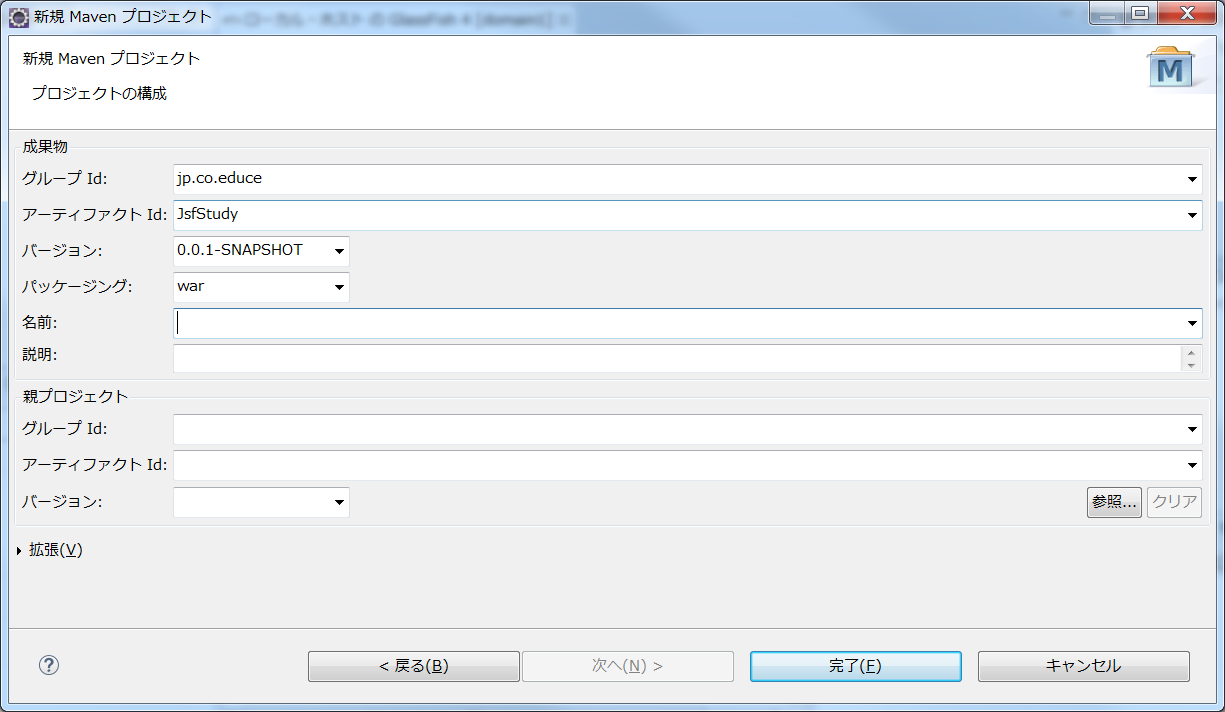 新規 Maven プロジェクト
新規 Maven プロジェクト
プロジェクトの構成
成果物
グループ Id: jp.co.educe
アーティファクト Id: JsfStudy
バージョン: 0.0.1-SNAPSHOT
パッケージング: war
名前:
説明:
親プロジェクト
グループ Id:
アーティファクト Id:
バージョン: 参照... クリア
拡張(V)
< 戻る(B) 次へ(N) > 完了(F) キャンセル